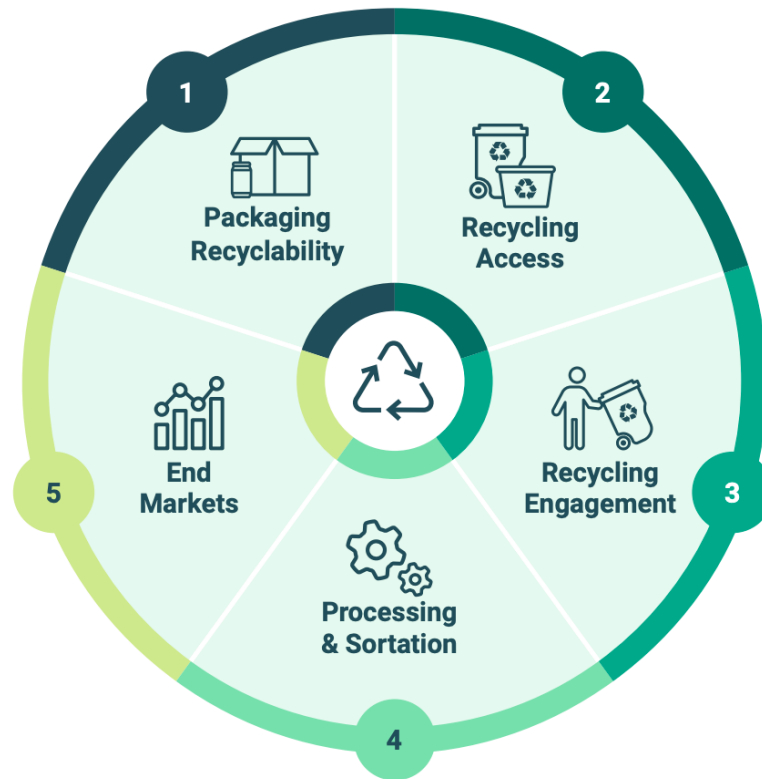 1
Packaging
Recyclability
2
Recycling
Access
3
Recycling
Engagement
4
Processing
& Sortation
5
End
Markets